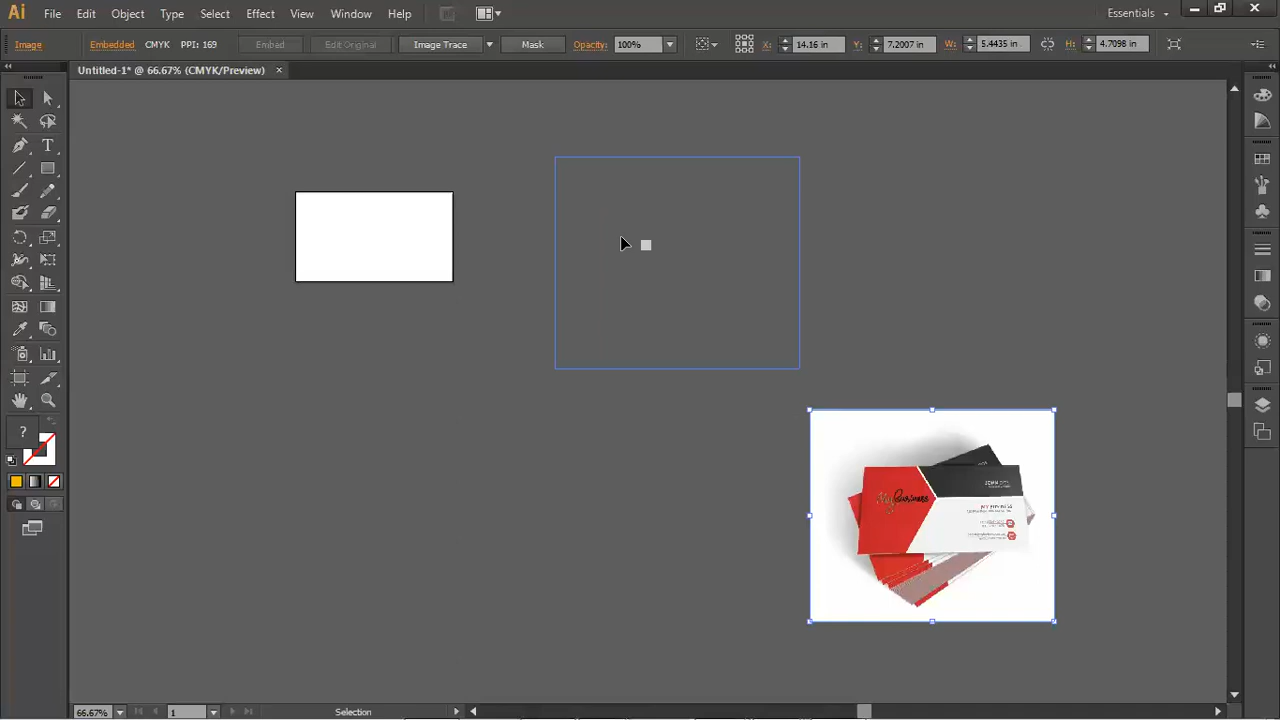 Ai File Edit Object Type Select Effect View Window Help Br Essentials
Image Embedded CMYK PPI: 169 Embed Edit Original Image Trace Mask Opacity: 100% X: 14.16 in Y: 7.2007 in W: 5.4435 in H: 4.7098 in
Untitled-1* @ 66.67% (CMYK/Preview) ×
T
?
MyBusiness
66.67% 1 Selection